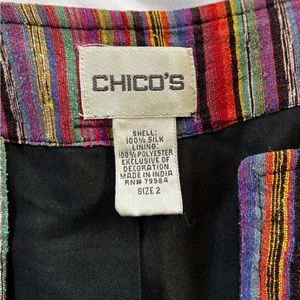 CHICO'S
SHELL:
100% SILK
LINING:
100% POLYESTER
EXCLUSIVE OF
DECORATION
MADE IN INDIA
RN# 79984
SIZE 2